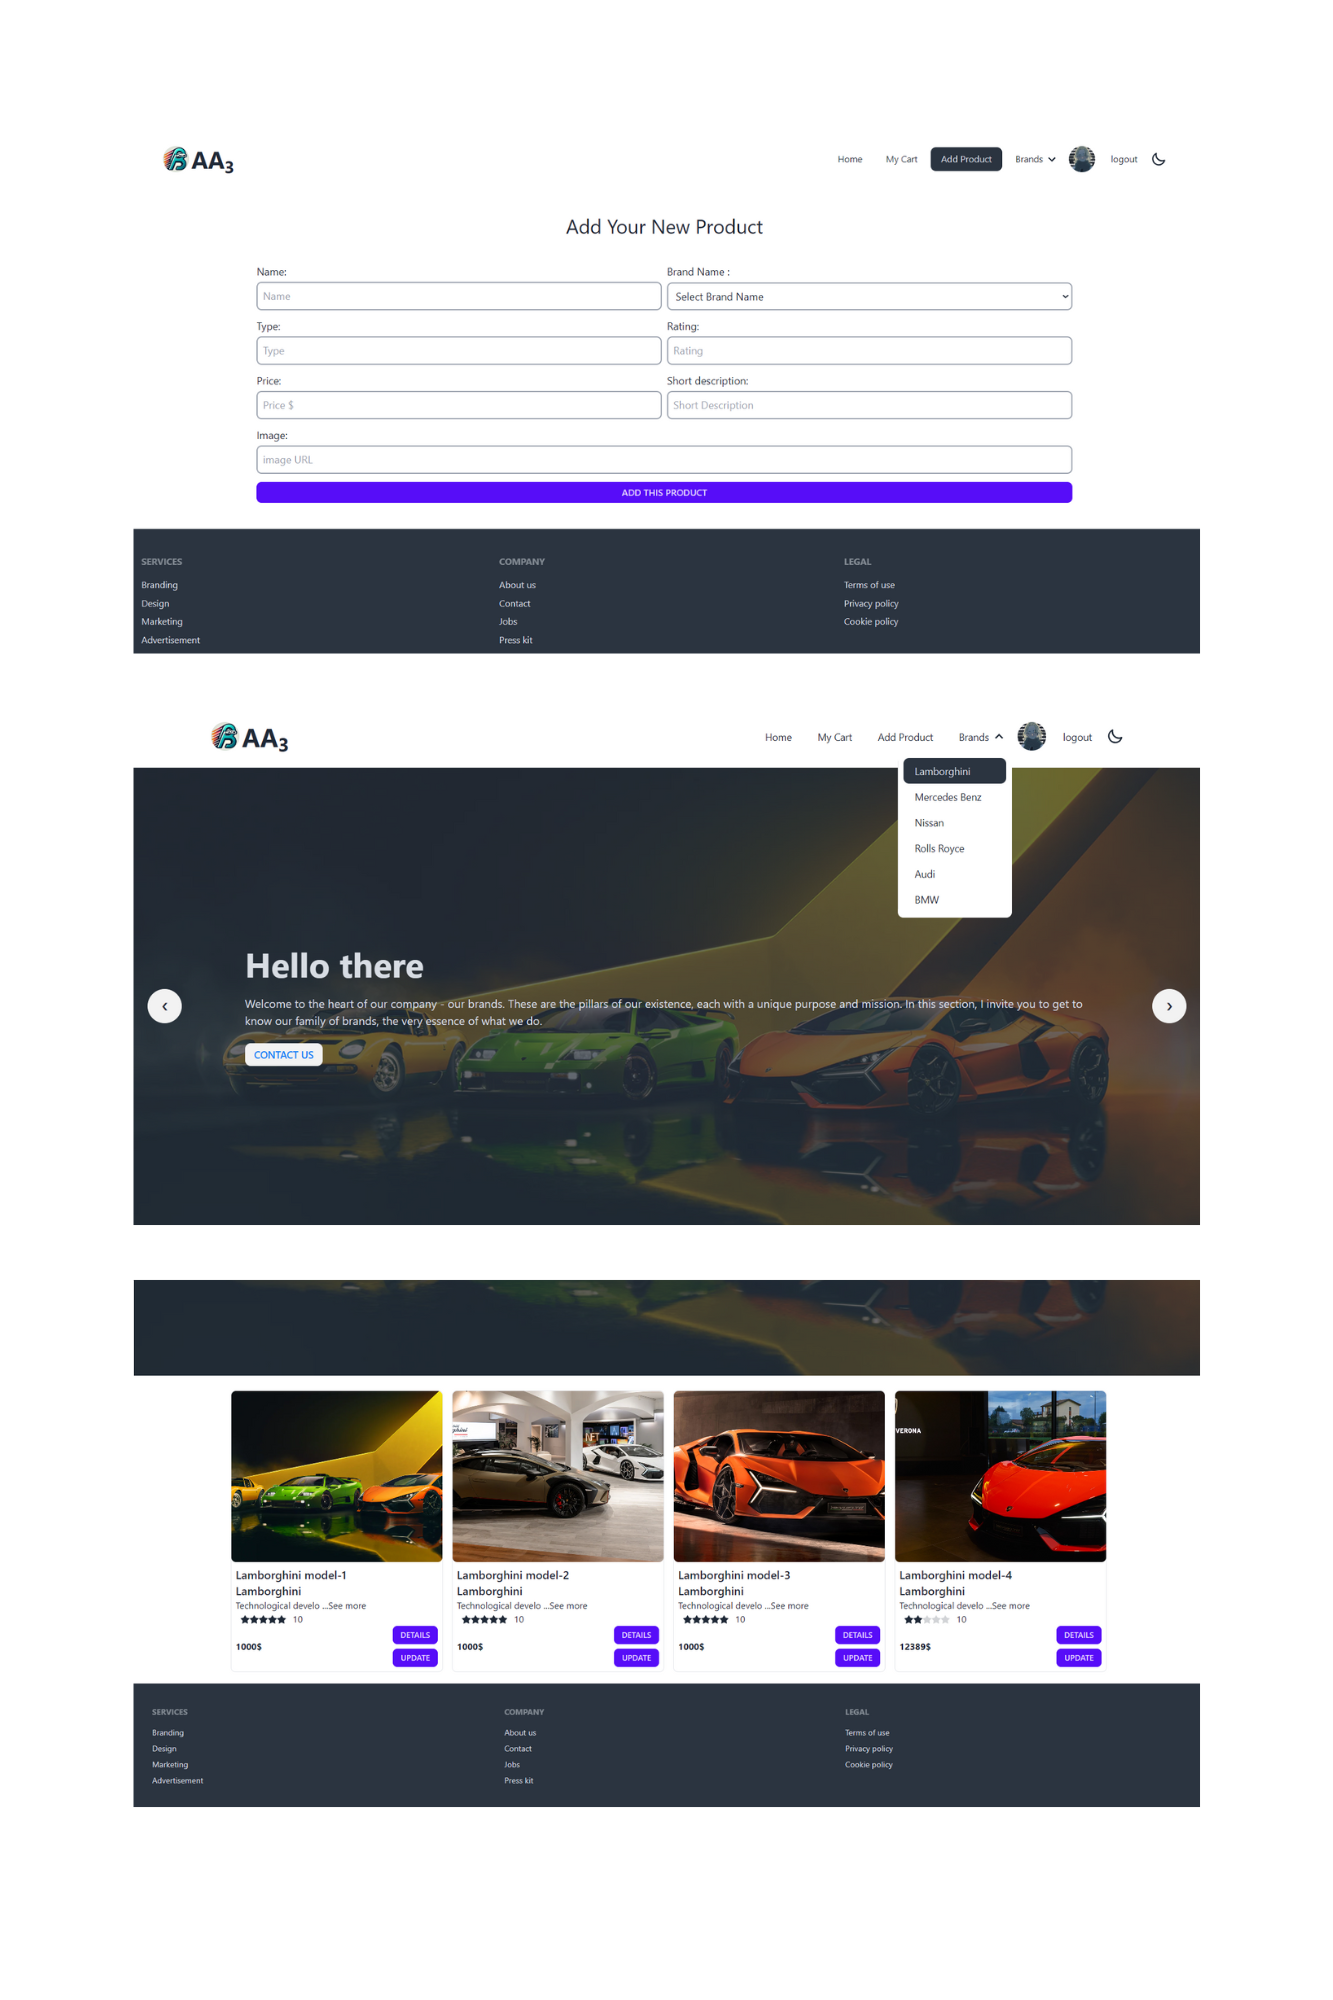 AA3
Home My Cart Add Product Brands logout
Add Your New Product
Name: Brand Name :
Name Select Brand Name
Type: Rating:
Type Rating
Price: Short description:
Price $ Short Description
Image:
image URL
ADD THIS PRODUCT
SERVICES COMPANY LEGAL
Branding About us Terms of use
Design Contact Privacy policy
Marketing Jobs Cookie policy
Advertisement Press kit
AA3
Home My Cart Add Product Brands logout
Lamborghini
Mercedes Benz
Nissan
Rolls Royce
Audi
BMW
Hello there
Welcome to the heart of our company - our brands. These are the pillars of our existence, each with a unique purpose and mission. In this section, I invite you to get to
know our family of brands, the very essence of what we do.
CONTACT US
NFT
VERONA
Lamborghini model-1 Lamborghini model-2 Lamborghini model-3 Lamborghini model-4
Lamborghini Lamborghini Lamborghini Lamborghini
Technological develo ...See more Technological develo ...See more Technological develo ...See more Technological develo ...See more
10 10 10 10
DETAILS DETAILS DETAILS DETAILS
1000$ 1000$ 1000$ 12389$
UPDATE UPDATE UPDATE UPDATE
SERVICES COMPANY LEGAL
Branding About us Terms of use
Design Contact Privacy policy
Marketing Jobs Cookie policy
Advertisement Press kit